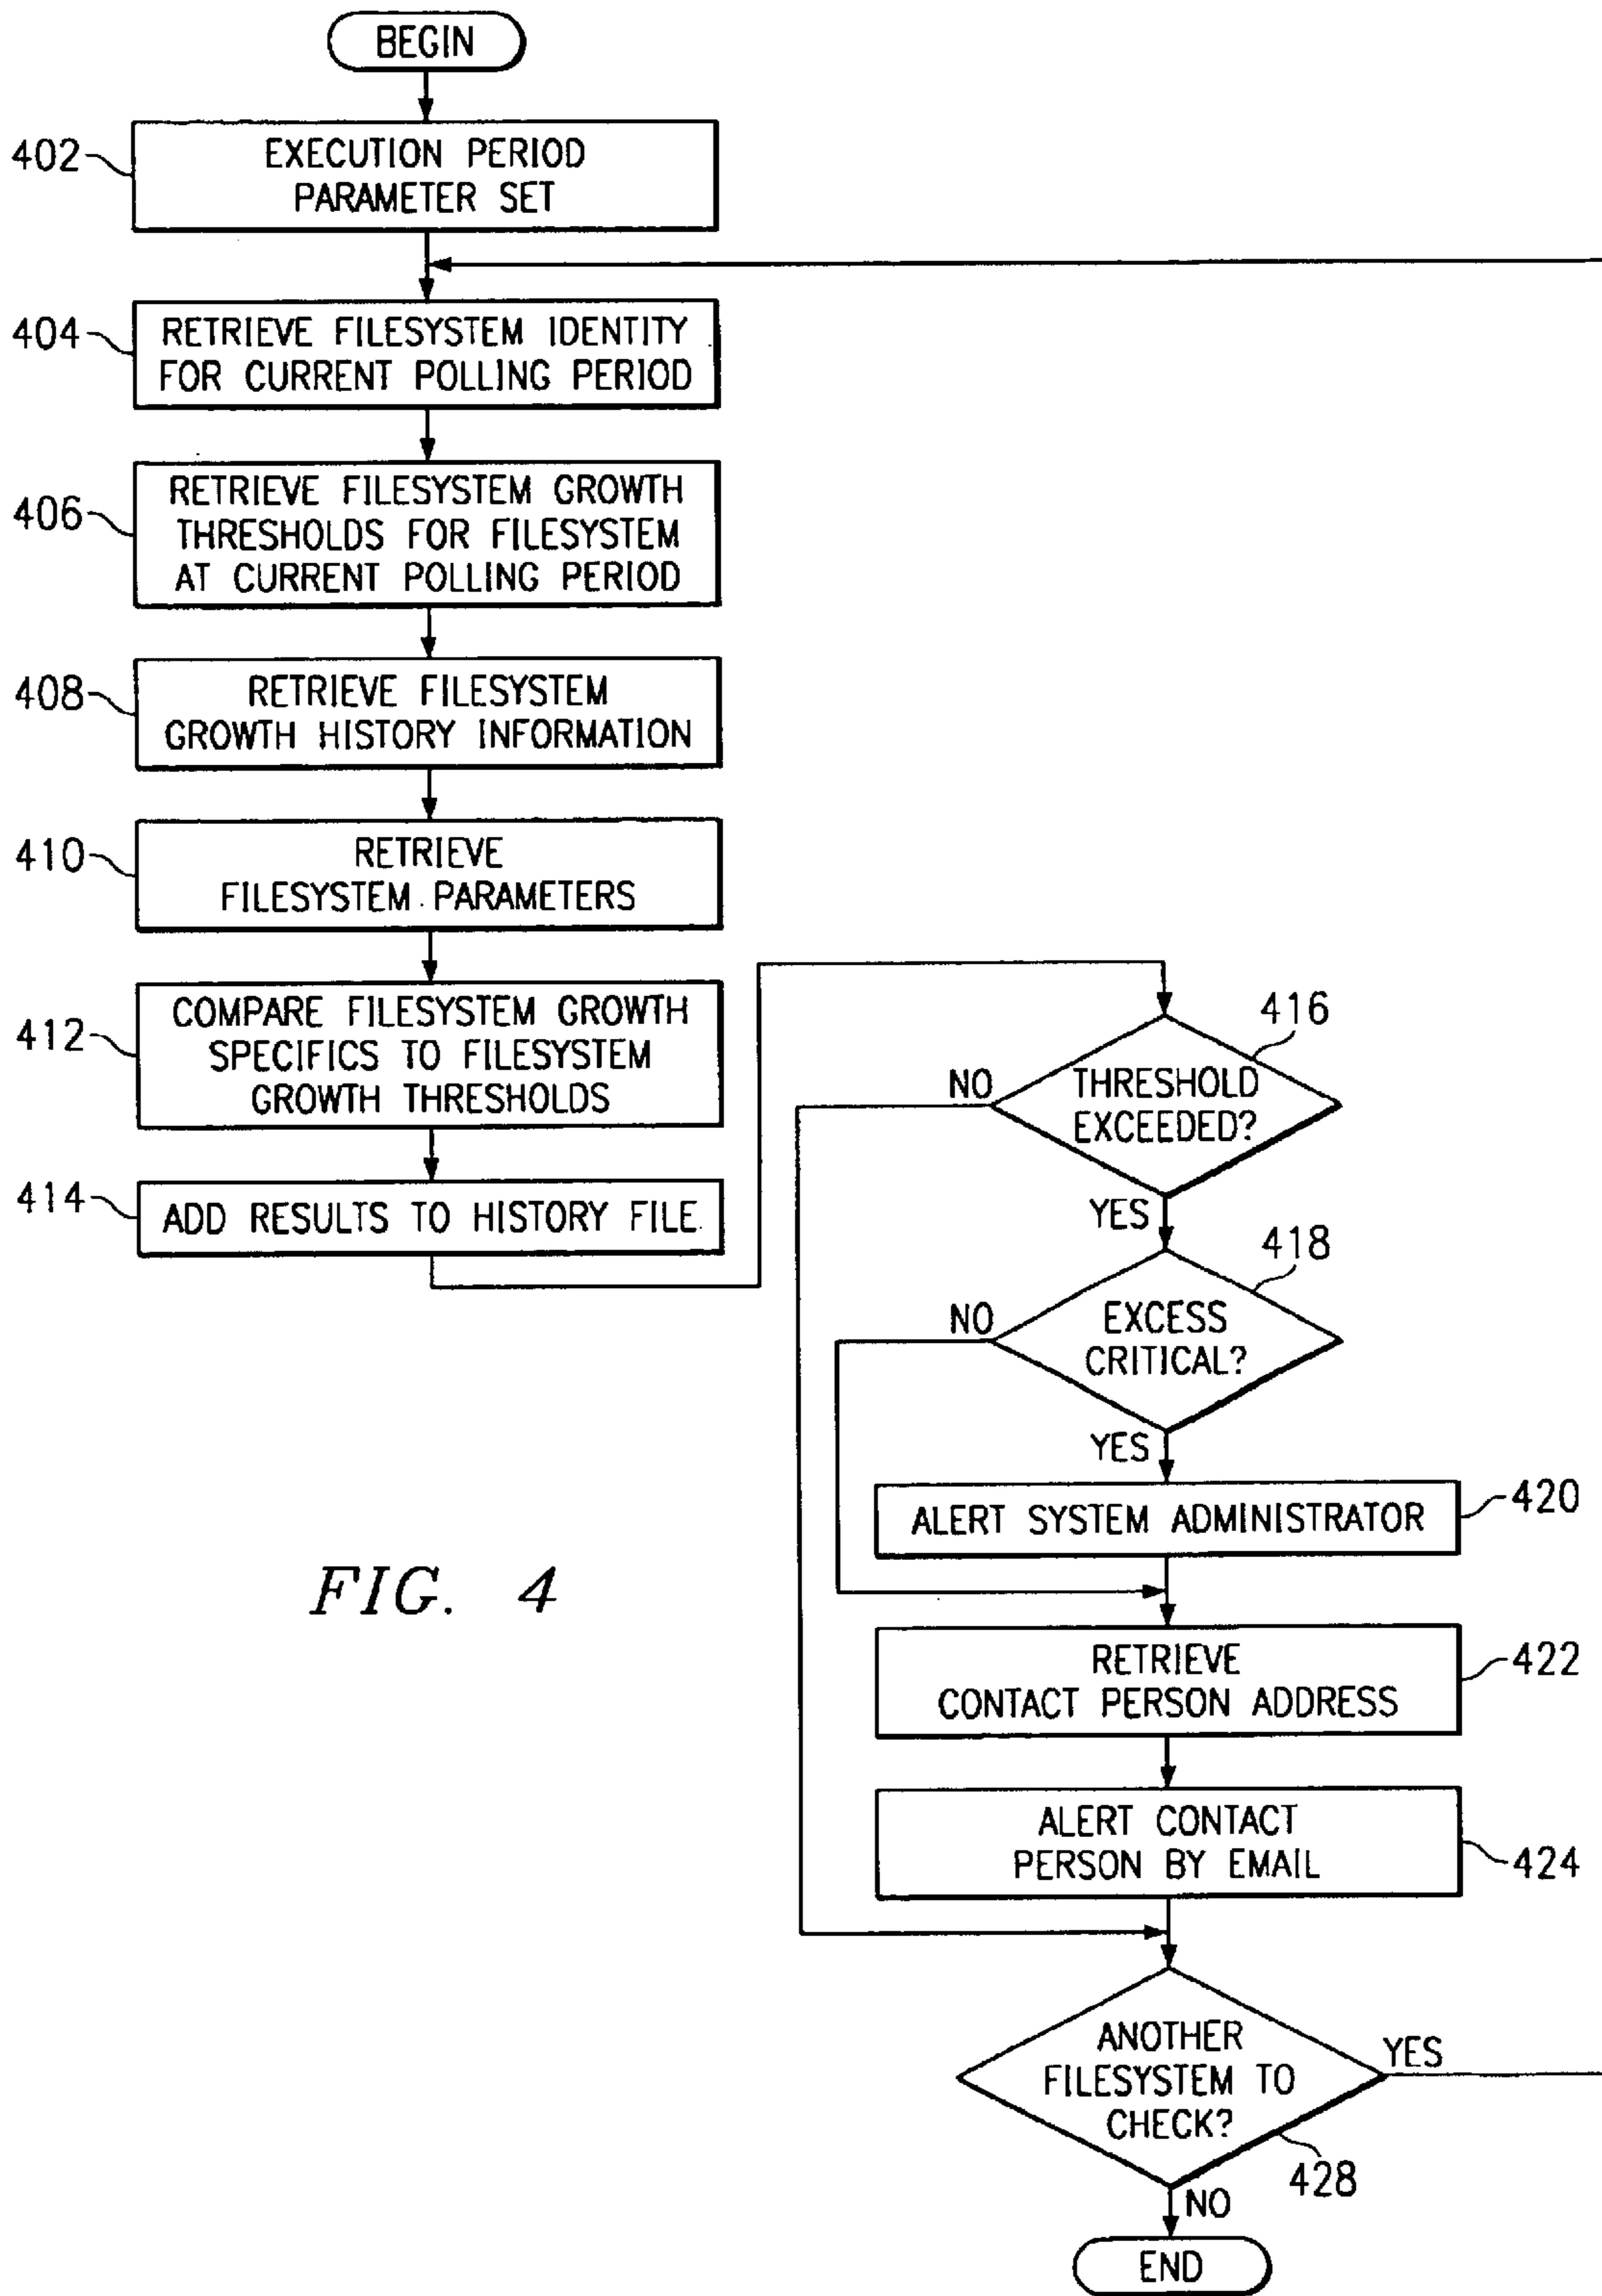 BEGIN
402
EXECUTION PERIOD
PARAMETER SET
404
RETRIEVE FILESYSTEM IDENTITY
FOR CURRENT POLLING PERIOD
406
RETRIEVE FILESYSTEM GROWTH
THRESHOLDS FOR FILESYSTEM
AT CURRENT POLLING PERIOD
408
RETRIEVE FILESYSTEM
GROWTH HISTORY INFORMATION
410
RETRIEVE
FILESYSTEM PARAMETERS
412
COMPARE FILESYSTEM GROWTH
SPECIFICS TO FILESYSTEM
GROWTH THRESHOLDS
414
ADD RESULTS TO HISTORY FILE
416
NO
THRESHOLD
EXCEEDED?
YES
418
NO
EXCESS
CRITICAL?
YES
ALERT SYSTEM ADMINISTRATOR
420
RETRIEVE
CONTACT PERSON ADDRESS
422
ALERT CONTACT
PERSON BY EMAIL
424
ANOTHER
FILESYSTEM TO
CHECK?
YES
428
NO
END
FIG. 4